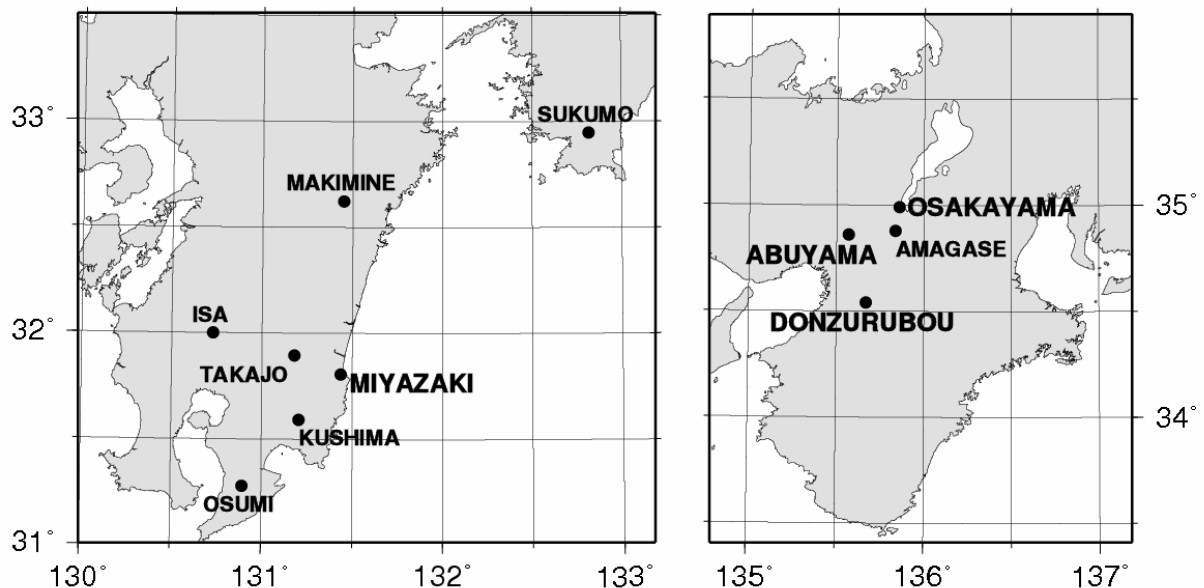 33°
32°
31°
SUKUMO
MAKIMINE
ISA
TAKAJO
MIYAZAKI
KUSHIMA
OSUMI
130°
131°
132°
133°
OSAKAYAMA
ABUYAMA
AMAGASE
DONZURUBOU
35°
34°
135°
136°
137°